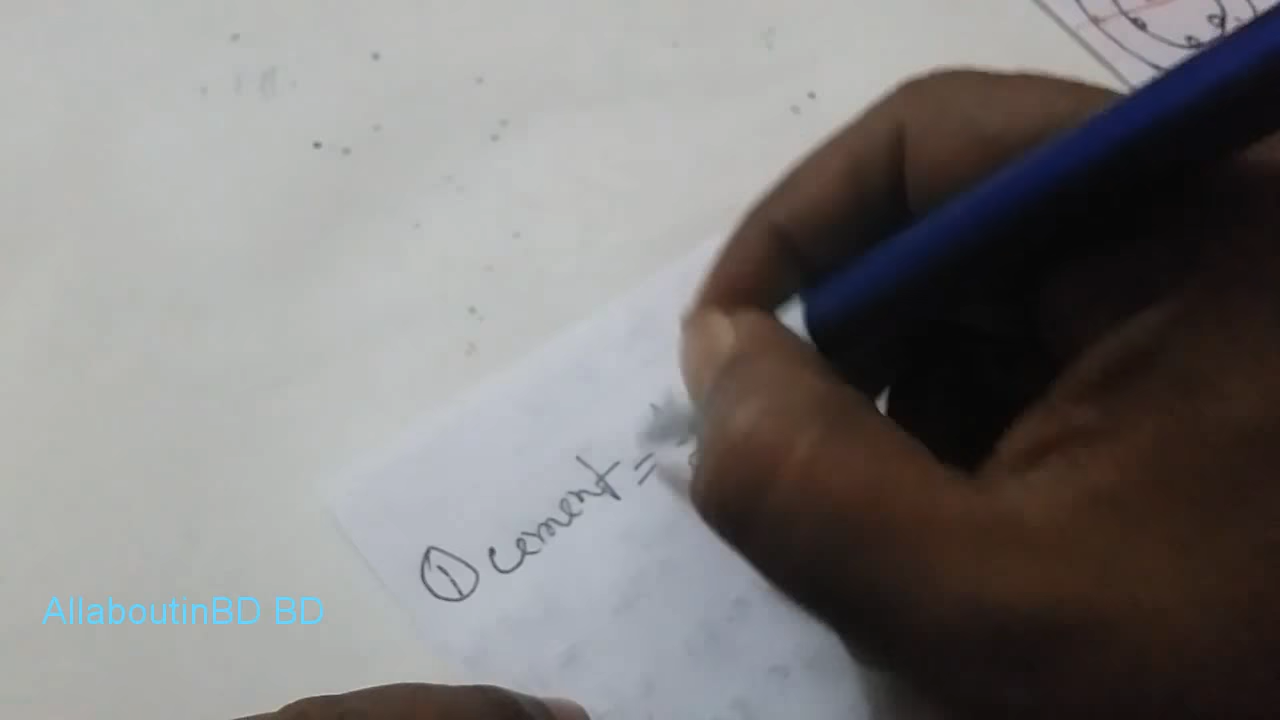 ① cement =
AllaboutinBD BD